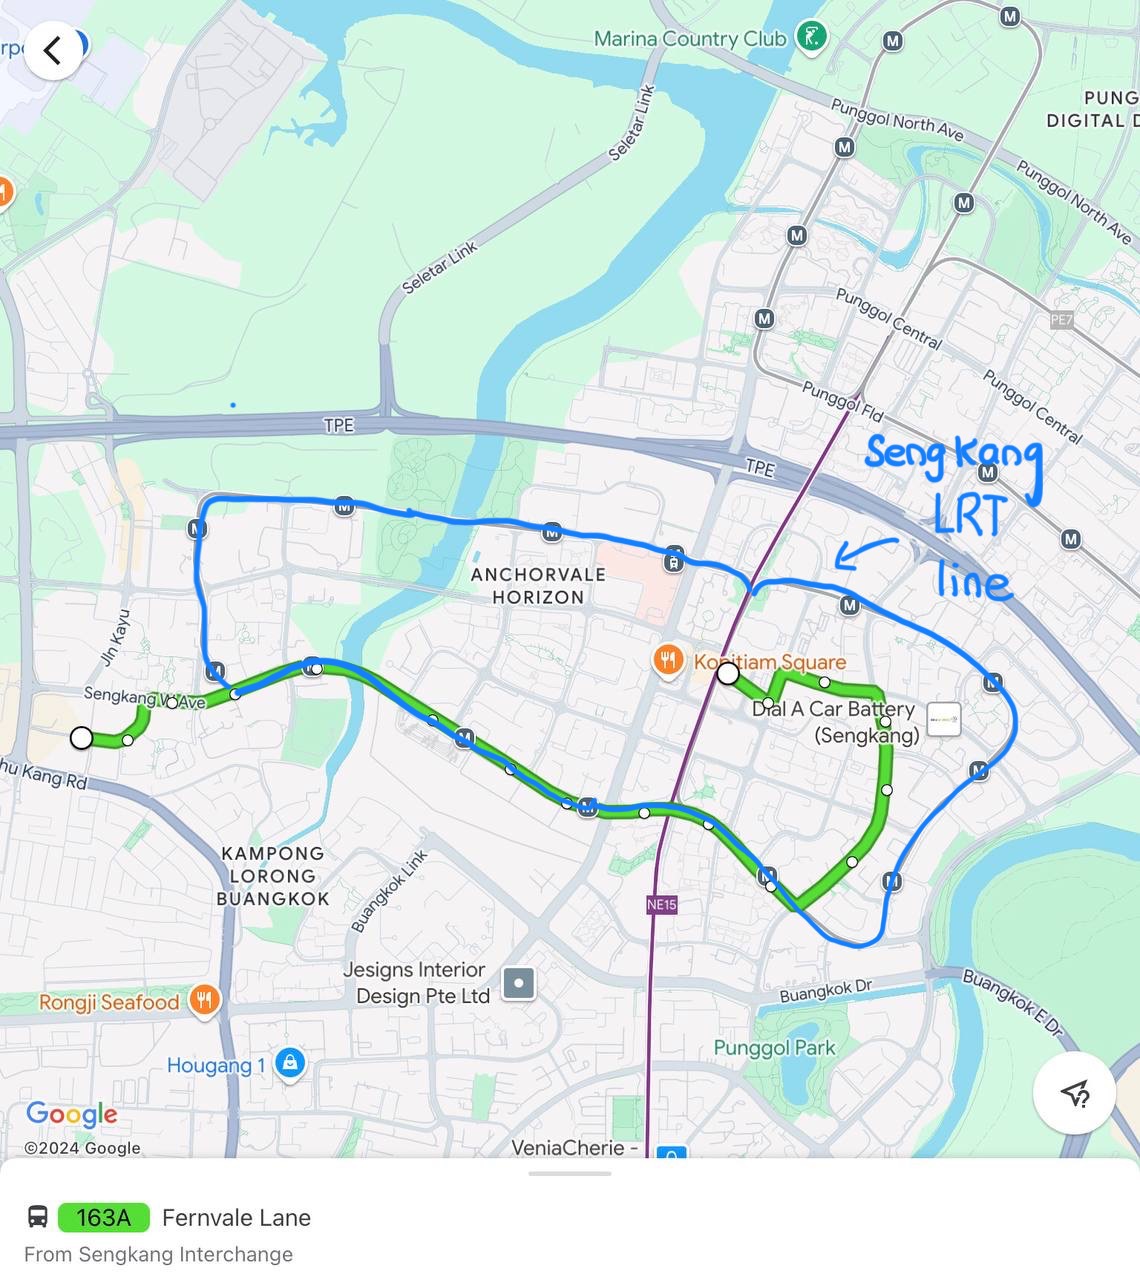 Marina Country Club
Seletar Link
Punggol North Ave
PUNG
DIGITAL D
Punggol North Ave
Seletar Link
Punggol Central
PE7
Punggol Central
Punggol Fld
TPE
TPE
Sengkang
LRT
line
ANCHORVALE
HORIZON
Jln Kayu
Kopitiam Square
Sengkang W Ave
Dial A Car Battery
(Sengkang)
hu Kang Rd
KAMPONG
LORONG
BUANGKOK
Buangkok Link
NE15
Jesigns Interior
Design Pte Ltd
Buangkok Dr
Buangkok E Dr
Rongji Seafood
Punggol Park
Hougang 1
Google
©2024 Google
VeniaCherie -
163A Fernvale Lane
From Sengkang Interchange